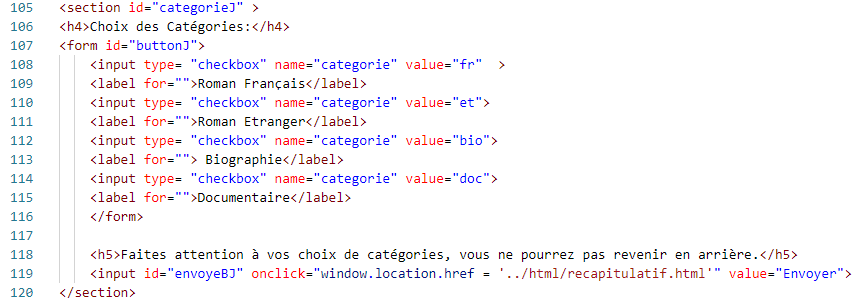 105 <section id="categorieJ" >
106 <h4>Choix des Catégories:</h4>
107 <form id="buttonJ">
108     <input type= "checkbox" name="categorie" value="fr"  >
109     <label for="">Roman Français</label>
110     <input type= "checkbox" name="categorie" value="et">
111     <label for="">Roman Etranger</label>
112     <input type= "checkbox" name="categorie" value="bio">
113     <label for=""> Biographie</label>
114     <input type= "checkbox" name="categorie" value="doc">
115     <label for="">Documentaire</label>
116     </form>
117
118     <h5>Faites attention à vos choix de catégories, vous ne pourrez pas revenir en arrière.</h5>
119     <input id="envoyeBJ" onclick="window.location.href = '../html/recapitulatif.html'" value="Envoyer">
120 </section>